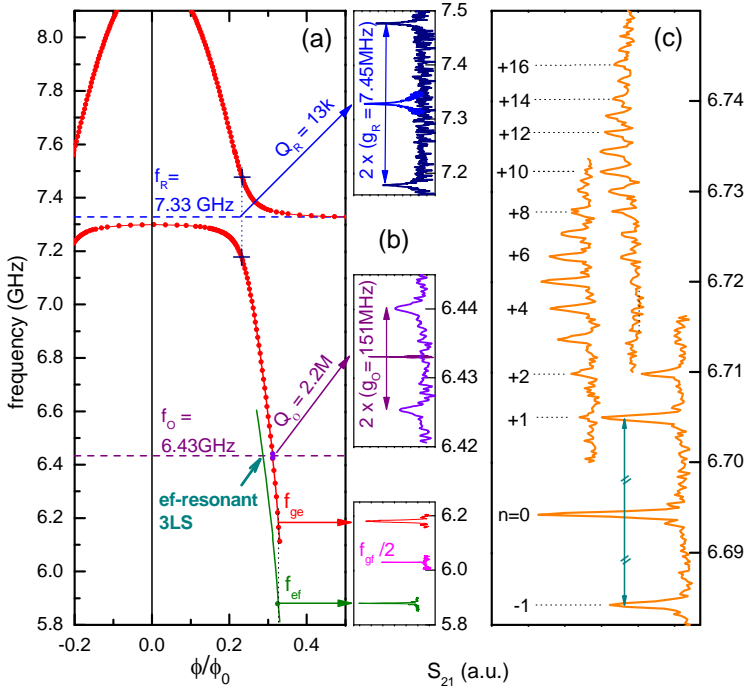 (a)
(b)
(c)
frequency (GHz)
8.0
7.8
7.6
7.4
7.2
7.0
6.8
6.6
6.4
6.2
6.0
5.8
f_R=
7.33 GHz
f_O=
6.43GHz
Q_R = 13k
Q_O = 2.2M
ef-resonant
3LS
f_ge
f_ef
-0.2
0.0
0.2
0.4
ϕ/ϕ_0
2 x (g_R = 7.45MHz)
7.5
7.4
7.3
7.2
2 x (g_O= 151MHz)
6.44
6.43
6.42
f_gf /2
6.2
6.0
5.8
S_21 (a.u.)
+16
+14
+12
+10
+8
+6
+4
+2
+1
n=0
-1
6.74
6.73
6.72
6.71
6.70
6.69